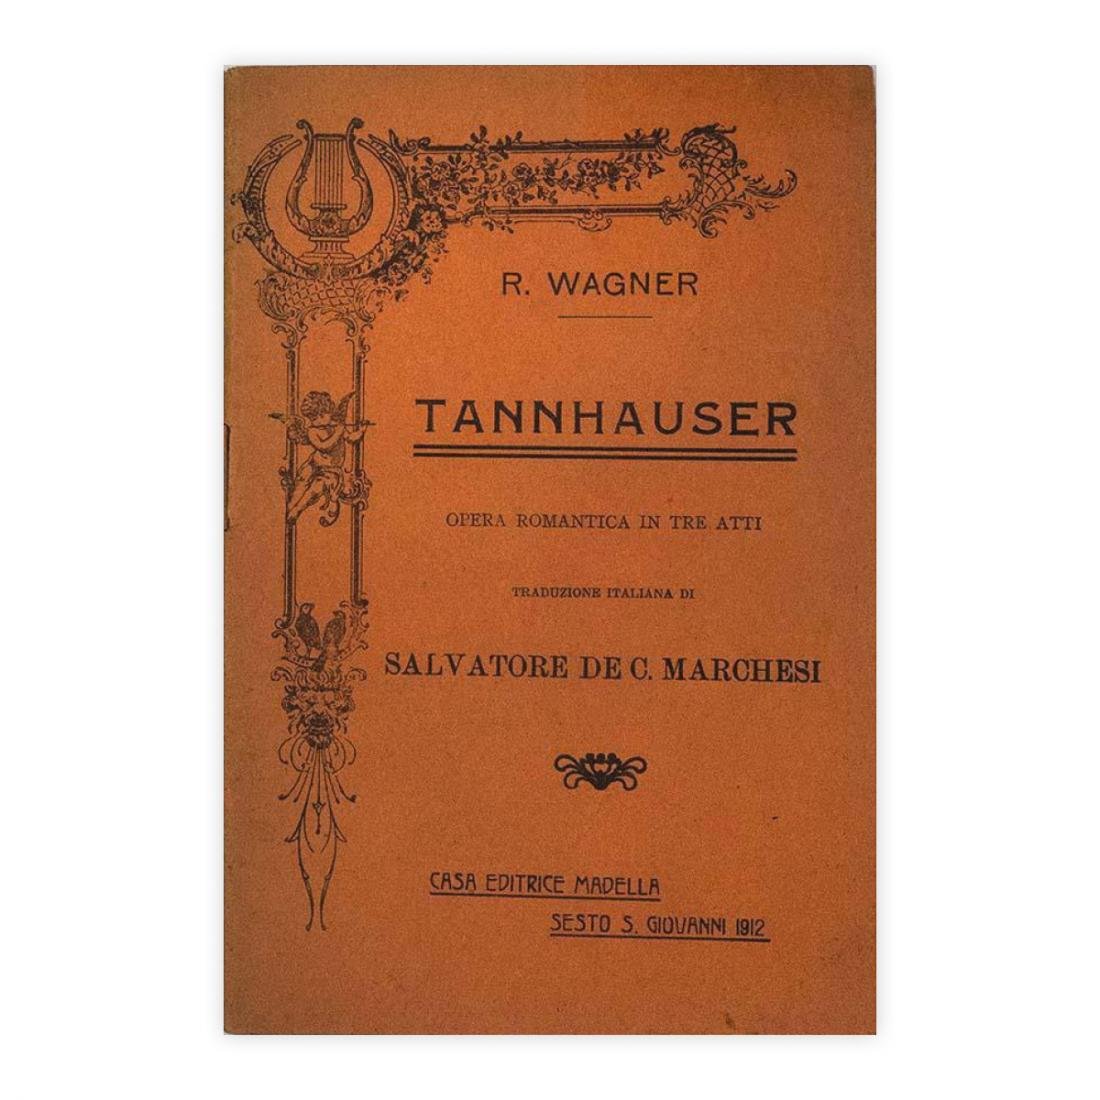 R. WAGNER
TANNHAUSER
OPERA ROMANTICA IN TRE ATTI
TRADUZIONE ITALIANA DI
SALVATORE DE C. MARCHESI
CASA EDITRICE MADELLA
SESTO S. GIOVANNI 1912